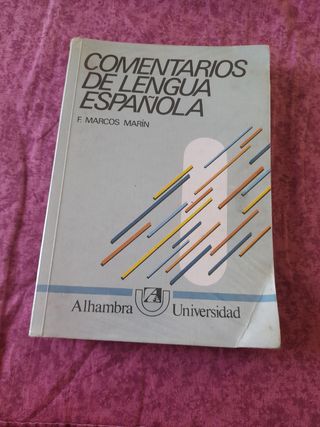 COMENTARIOS
DE LENGUA
ESPAÑOLA
F. MARCOS MARÍN
Alhambra Universidad